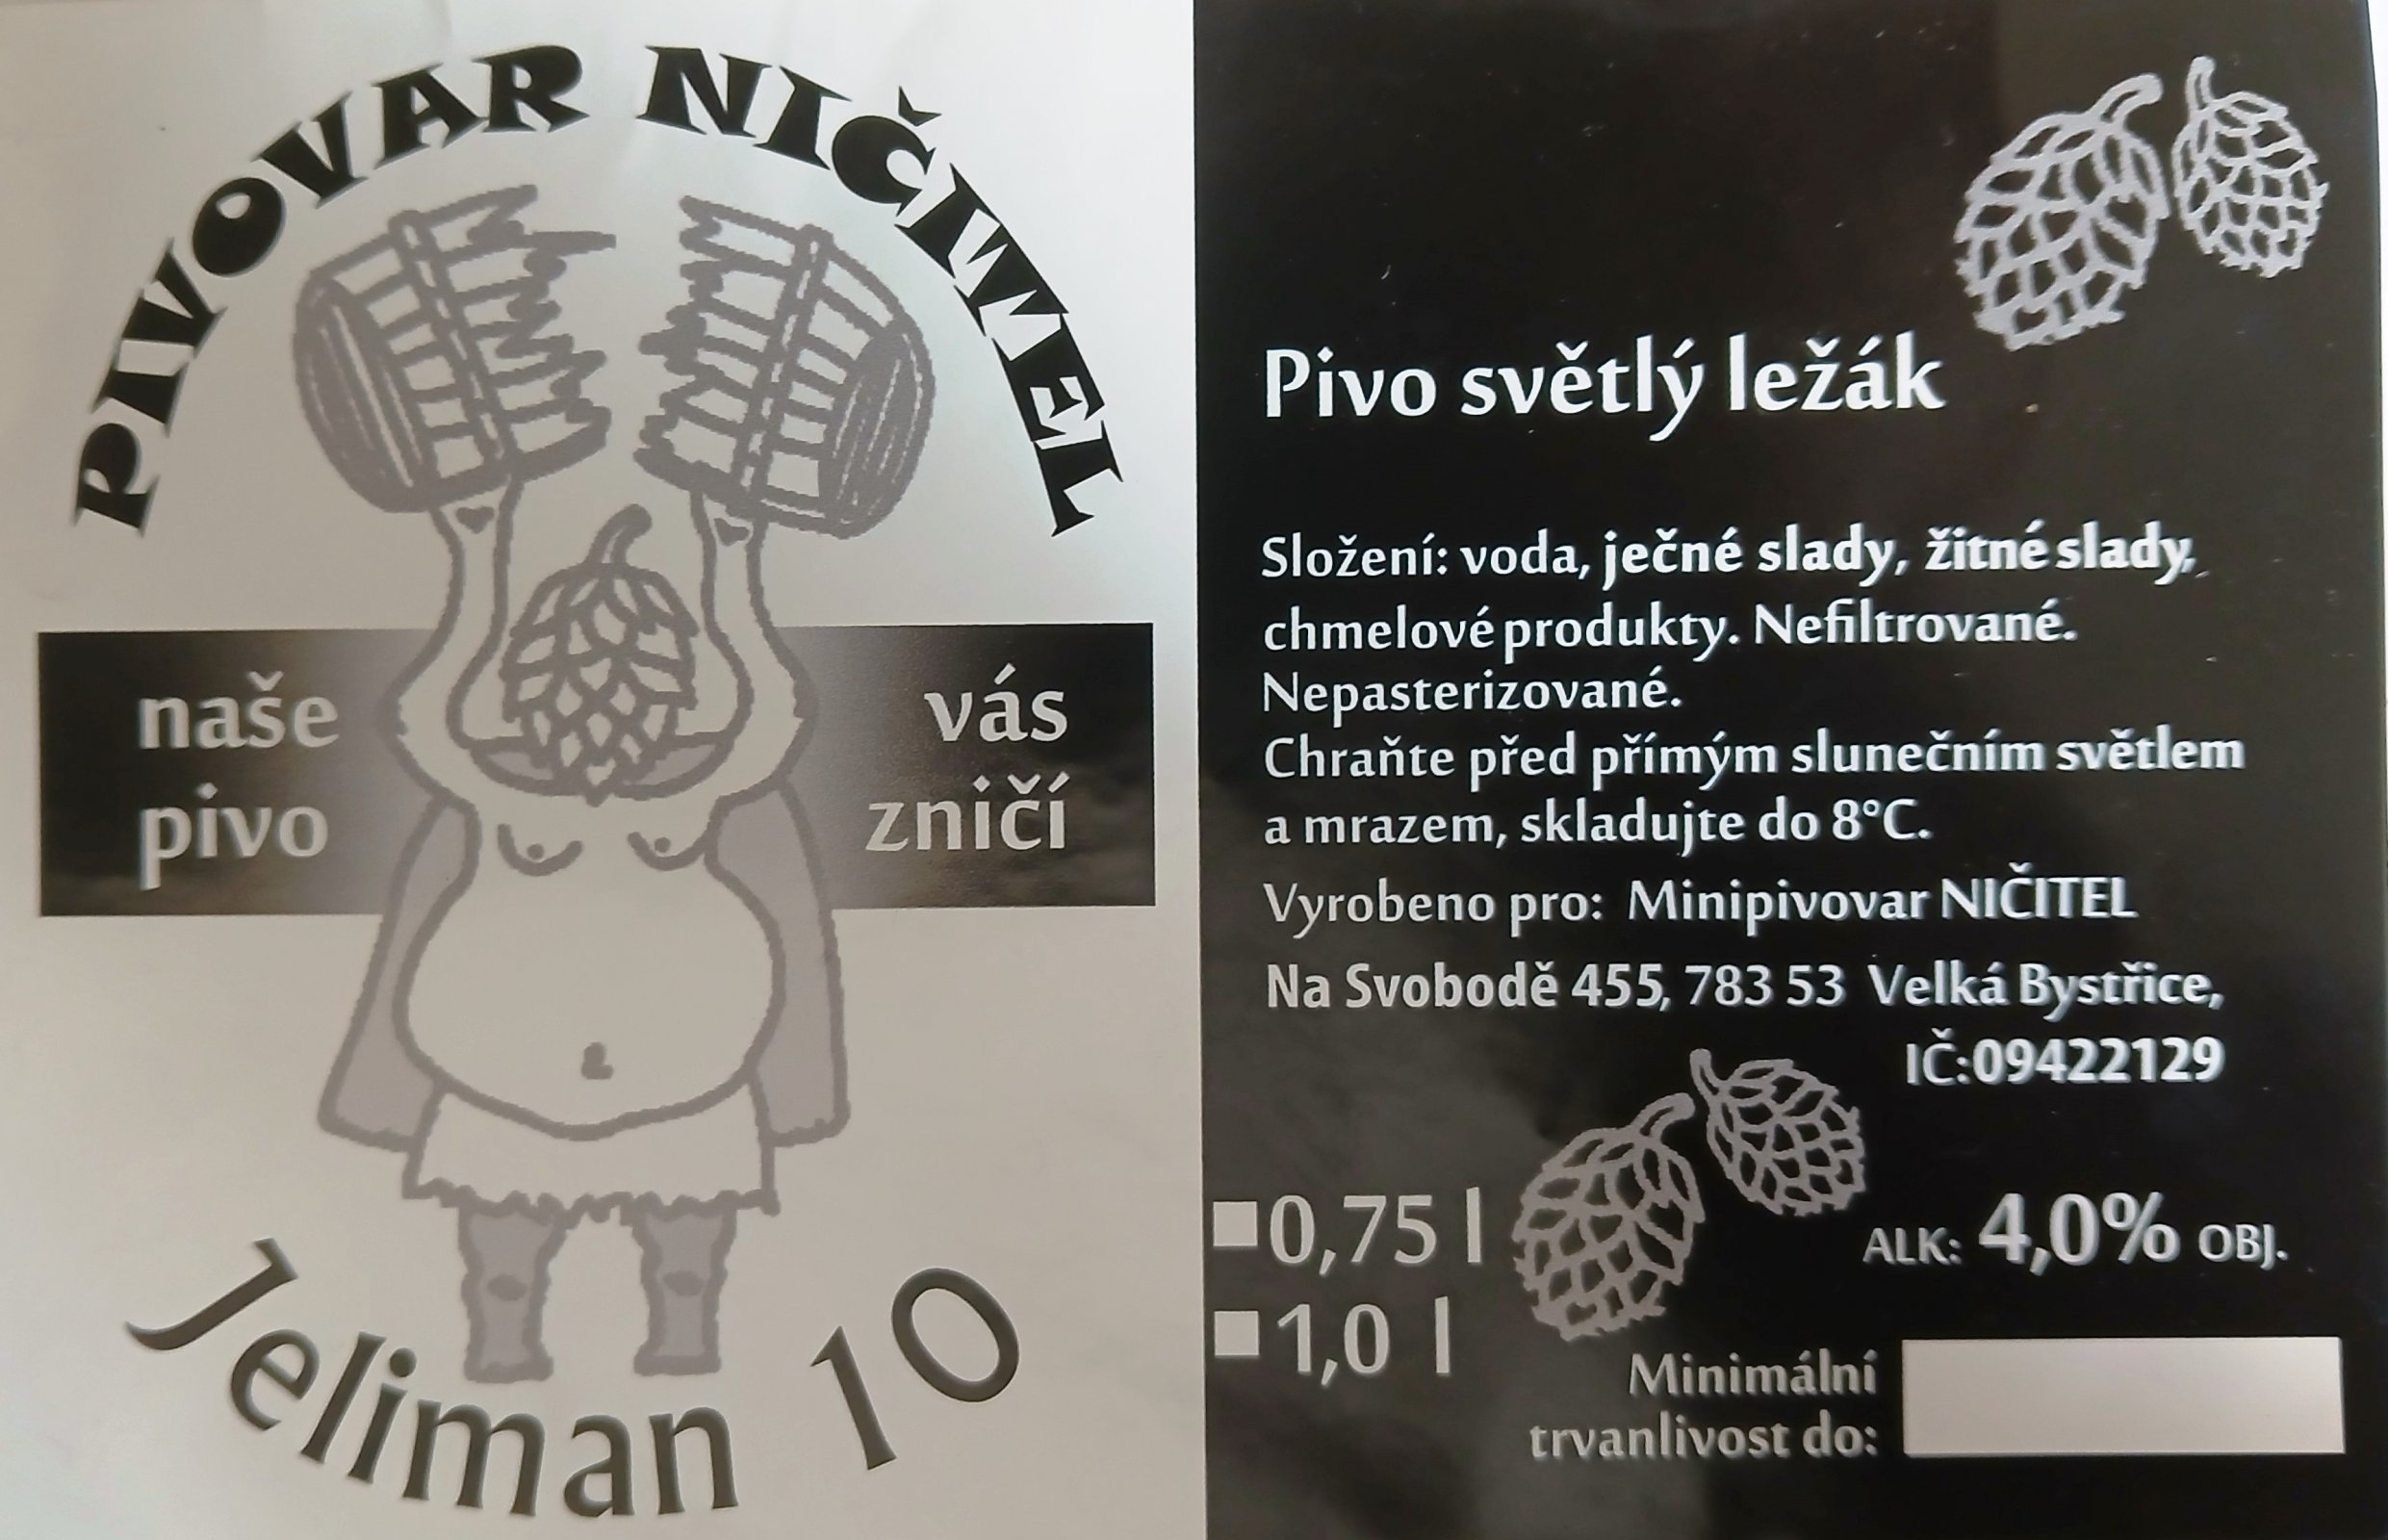 PIVOVAR NIČIWEL
naše
pivo
vás
zničí
Jeliman 10
Pivo světlý ležák
Složení: voda, ječné slady, žitné slady,
chmelové produkty. Nefiltrované.
Nepasterizované.
Chraňte před přímým slunečním světlem
a mrazem, skladujte do 8°C.
Vyrobeno pro: Minipivovar NIČITEL
Na Svobodě 455, 783 53 Velká Bystřice,
IČ:09422129
0,75 l
1,0 l
ALK: 4,0% OBJ.
Minimální
trvanlivost do: